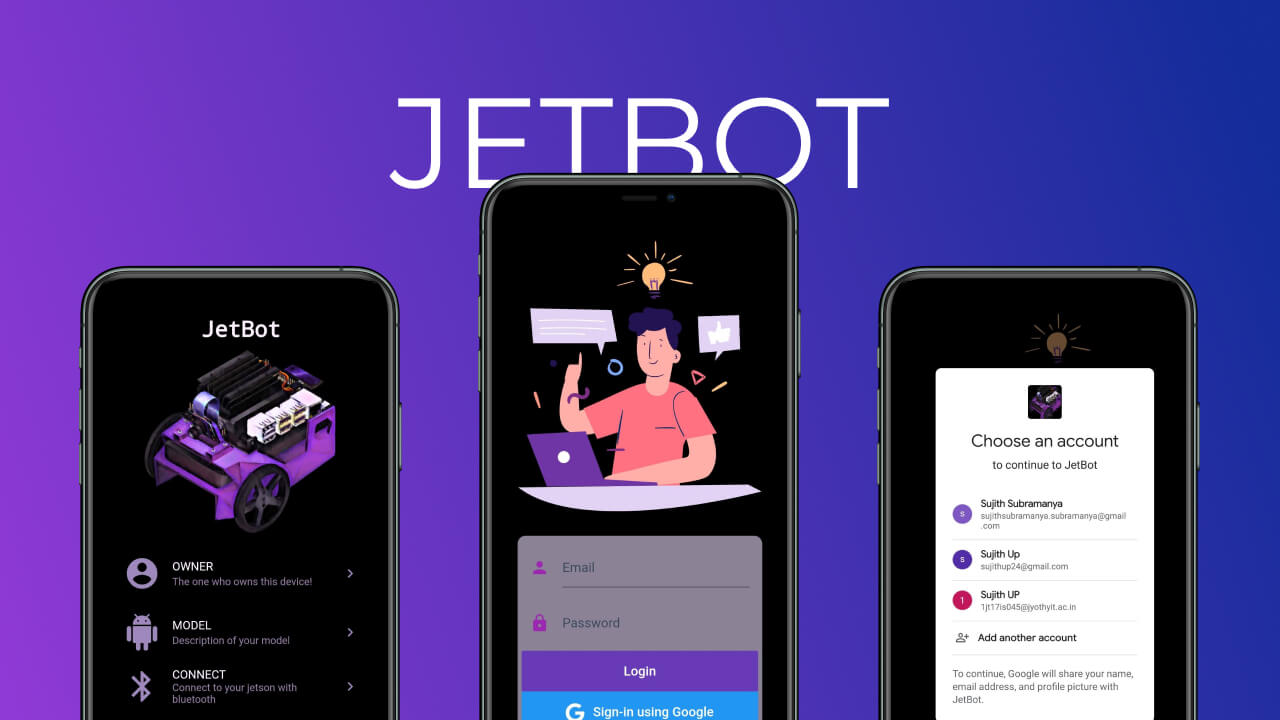 JETBOT
JetBot
OWNER
The one who owns this device!
MODEL
Description of your model
CONNECT
Connect to your jetson with
bluetooth
Email
Password
Login
G Sign-in using Google
Choose an account
to continue to JetBot
S
Sujith Subramanya
sujithsubramanya.subramanya@gmail
.com
S
Sujith Up
sujithup24@gmail.com
1
Sujith UP
1jt17is045@jyothyit.ac.in
Add another account
To continue, Google will share your name,
email address, and profile picture with
JetBot.